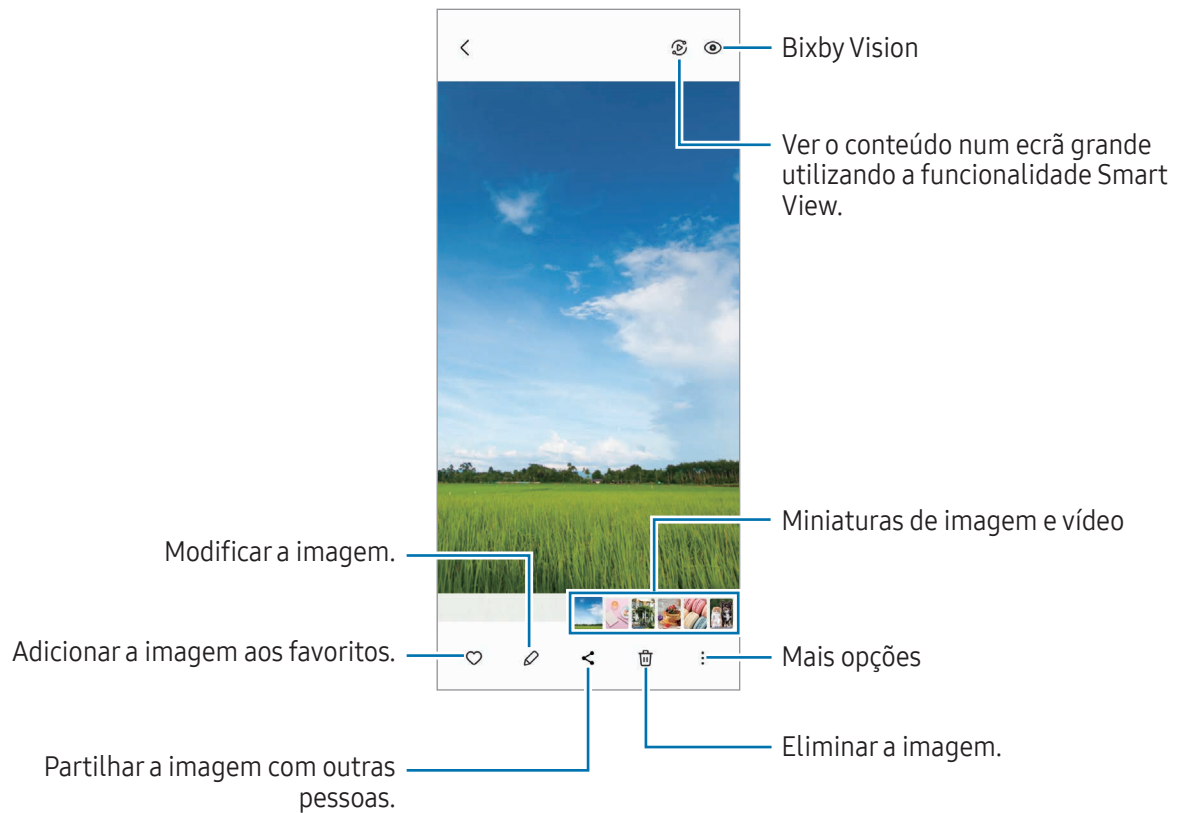 Bixby Vision
Ver o conteúdo num ecrã grande
utilizando a funcionalidade Smart
View.
Miniaturas de imagem e vídeo
Modificar a imagem.
Adicionar a imagem aos favoritos.
Mais opções
Eliminar a imagem.
Partilhar a imagem com outras
pessoas.